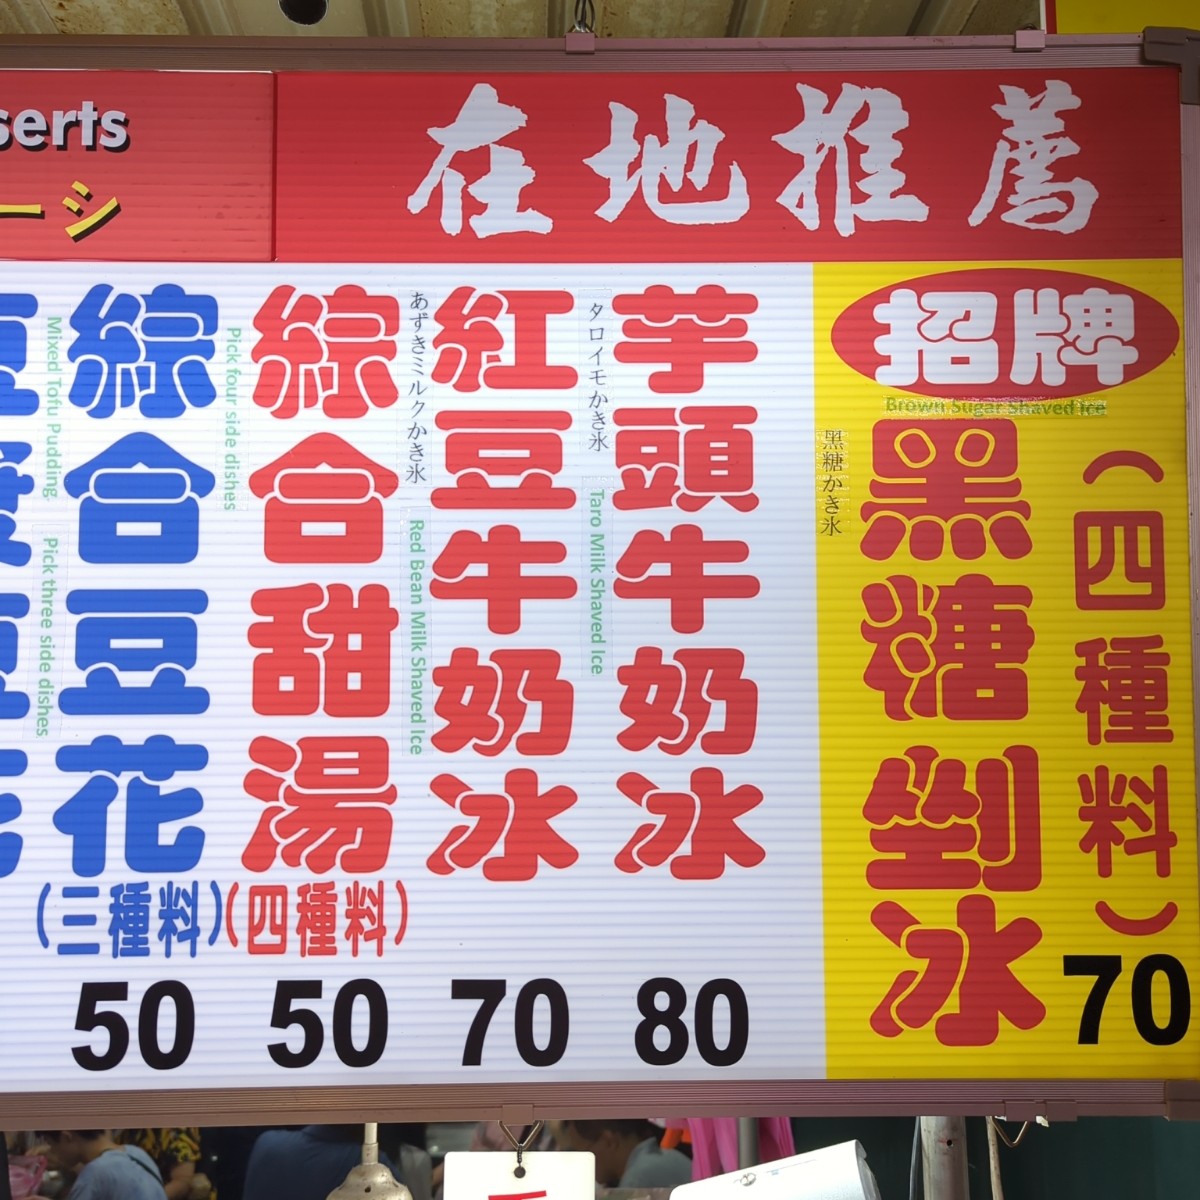 serts
ーシ
在地推薦
招牌
Brown Sugar shaved ice
黑糖剉冰
(四種料)
70
黒糖かき氷
芋頭牛奶冰
80
タロイモかき氷
Taro Milk Shaved Ice
紅豆牛奶冰
70
あずきミルクかき氷
Red Bean Milk Shaved Ice
綜合甜湯
(四種料)
50
Pick four side dishes
綜合豆花
(三種料)
50
Mixed Tofu Pudding
Pick three side dishes